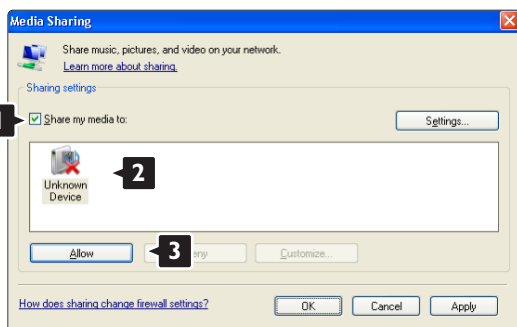 Media Sharing
Share music, pictures, and video on your network.
Learn more about sharing.
Sharing settings
Share my media to:
Settings...
2
Unknown
Device
Allow
3
eny
Customize...
How does sharing change firewall settings?
OK
Cancel
Apply